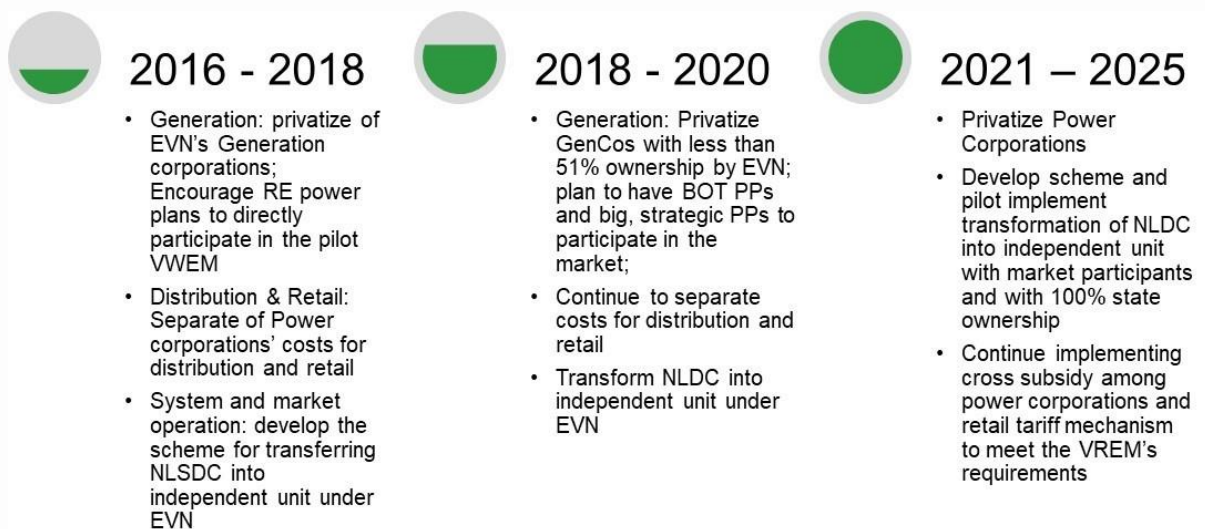 2016 - 2018
• Generation: privatize of
EVN's Generation
corporations;
Encourage RE power
plans to directly
participate in the pilot
VWEM
• Distribution & Retail:
Separate of Power
corporations' costs for
distribution and retail
• System and market
operation: develop the
scheme for transferring
NLSDC into
independent unit under
EVN
2018 - 2020
• Generation: Privatize
GenCos with less than
51% ownership by EVN;
plan to have BOT PPs
and big, strategic PPs to
participate in the
market;
• Continue to separate
costs for distribution and
retail
• Transform NLDC into
independent unit under
EVN
2021 – 2025
• Privatize Power
Corporations
• Develop scheme and
pilot implement
transformation of NLDC
into independent unit
with market participants
and with 100% state
ownership
• Continue implementing
cross subsidy among
power corporations and
retail tariff mechanism
to meet the VREM's
requirements